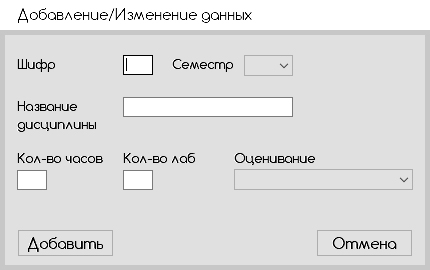 Добавление/Изменение данных
Шифр Семестр
Название
дисциплины
Кол-во часов Кол-во лаб Оценивание
Добавить Отмена